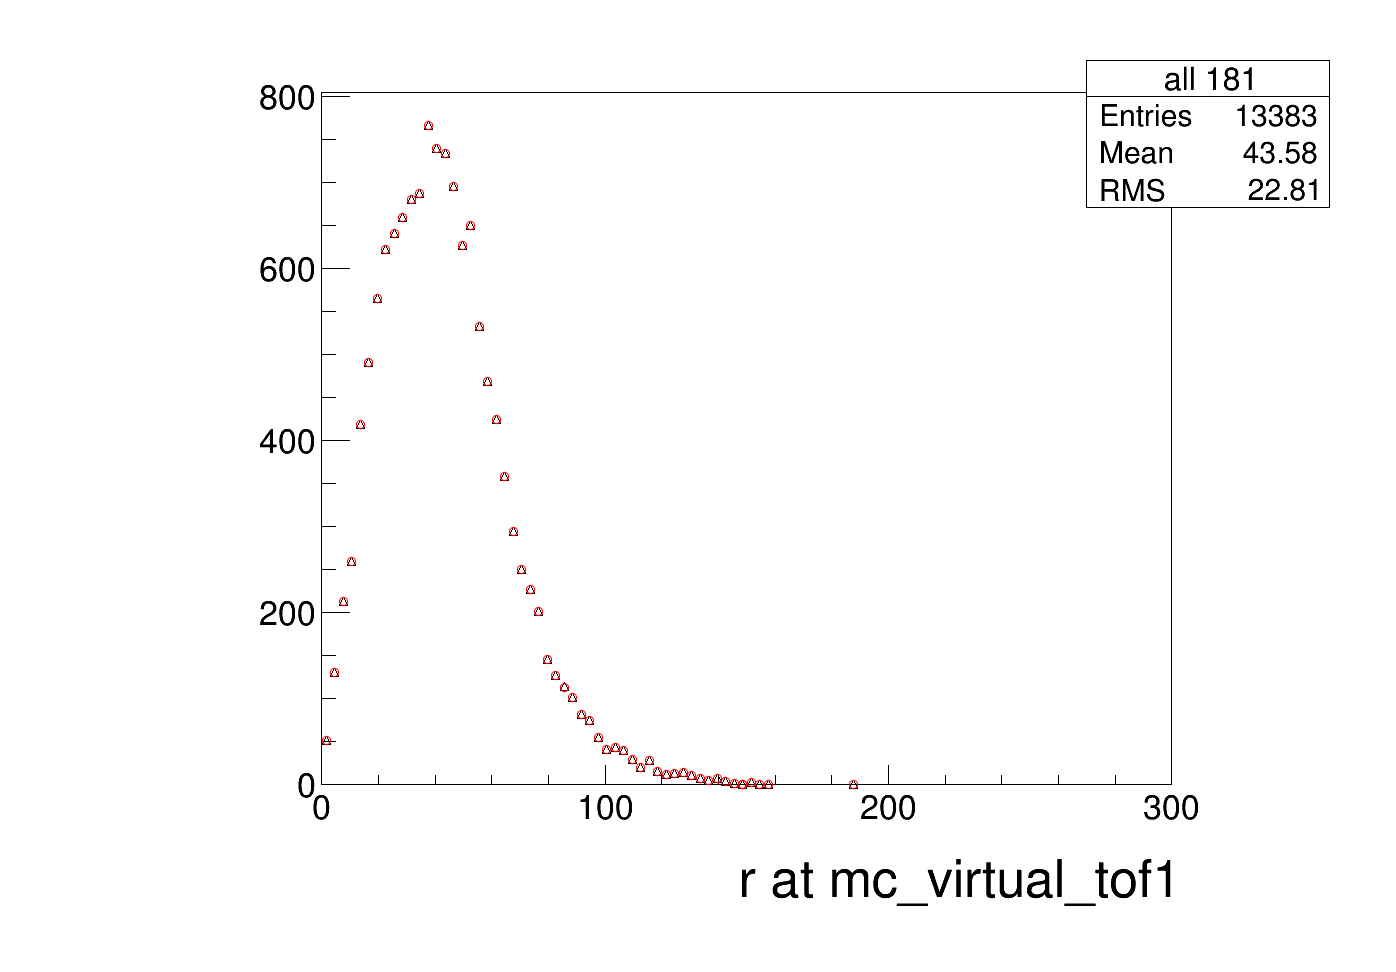 all 181
Entries 13383
Mean 43.58
RMS 22.81
800
600
400
200
0
0 100 200 300
r at mc_virtual_tof1